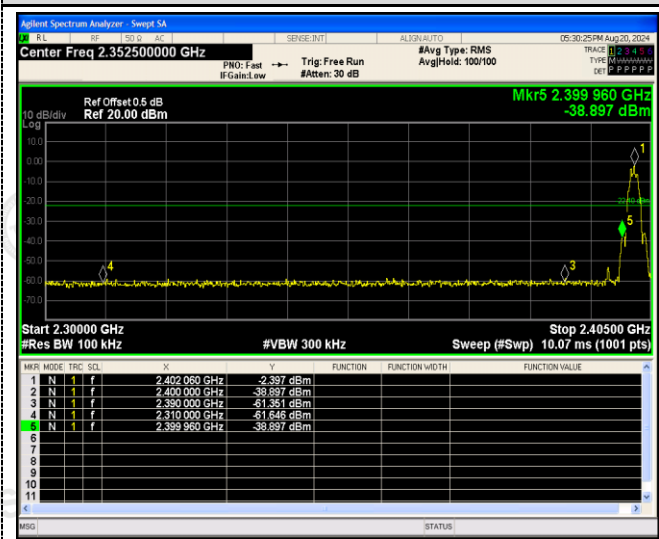 Agilent Spectrum Analyzer - Swept SA
RL RF 50 Ω AC SENSE:INT ALIGNAUTO 05:30:25PM Aug20, 2024
Center Freq 2.352500000 GHz #Avg Type: RMS TRACE 1 2 3 4 5 6
PNO: Fast Trig: Free Run Avg|Hold: 100/100 TYPE M
IFGain:Low #Atten: 30 dB DET P P P P P P
Mkr5 2.399 960 GHz
Ref Offset 0.5 dB
10 dB/div Ref 20.00 dBm -38.897 dBm
Log
10.0
0.00
-10.0
-20.0
-30.0
-40.0
-50.0
-60.0
-70.0
1
5
4
3
Start 2.30000 GHz Stop 2.40500 GHz
#Res BW 100 kHz #VBW 300 kHz Sweep (#Swp) 10.07 ms (1001 pts)
MKR MODE TRC SCL X Y FUNCTION FUNCTION WIDTH FUNCTION VALUE
1 N 1 f 2.402 060 GHz -2.397 dBm
2 N 1 f 2.400 000 GHz -38.897 dBm
3 N 1 f 2.390 000 GHz -61.351 dBm
4 N 1 f 2.310 000 GHz -61.646 dBm
5 N 1 f 2.399 960 GHz -38.897 dBm
6
7
8
9
10
11
MSG STATUS